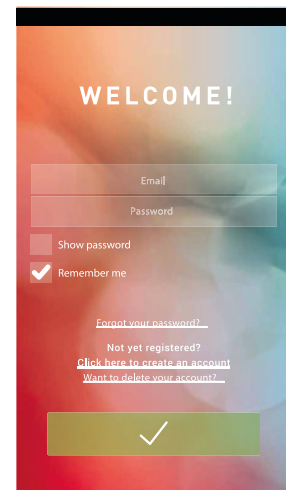 WELCOME!
Email
Password
Show password
Remember me
Forgot your password?
Not yet registered?
Click here to create an account
Want to delete your account?